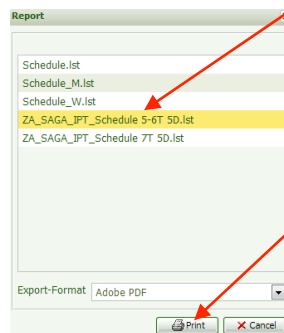 Report
Schedule.lst
Schedule_M.lst
Schedule_W.lst
ZA_SAGA_IPT_Schedule 5-6T 5D.lst
ZA_SAGA_IPT_Schedule 7T 5D.lst
Export-Format Adobe PDF
Print Cancel